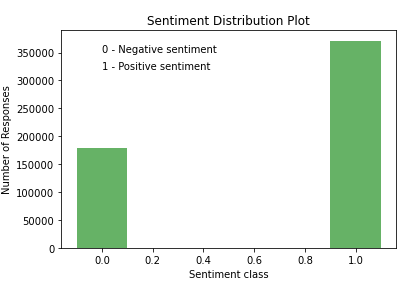 Sentiment Distribution Plot
0 - Negative sentiment
1 - Positive sentiment
Number of Responses
350000
300000
250000
200000
150000
100000
50000
0
0.0 0.2 0.4 0.6 0.8 1.0
Sentiment class